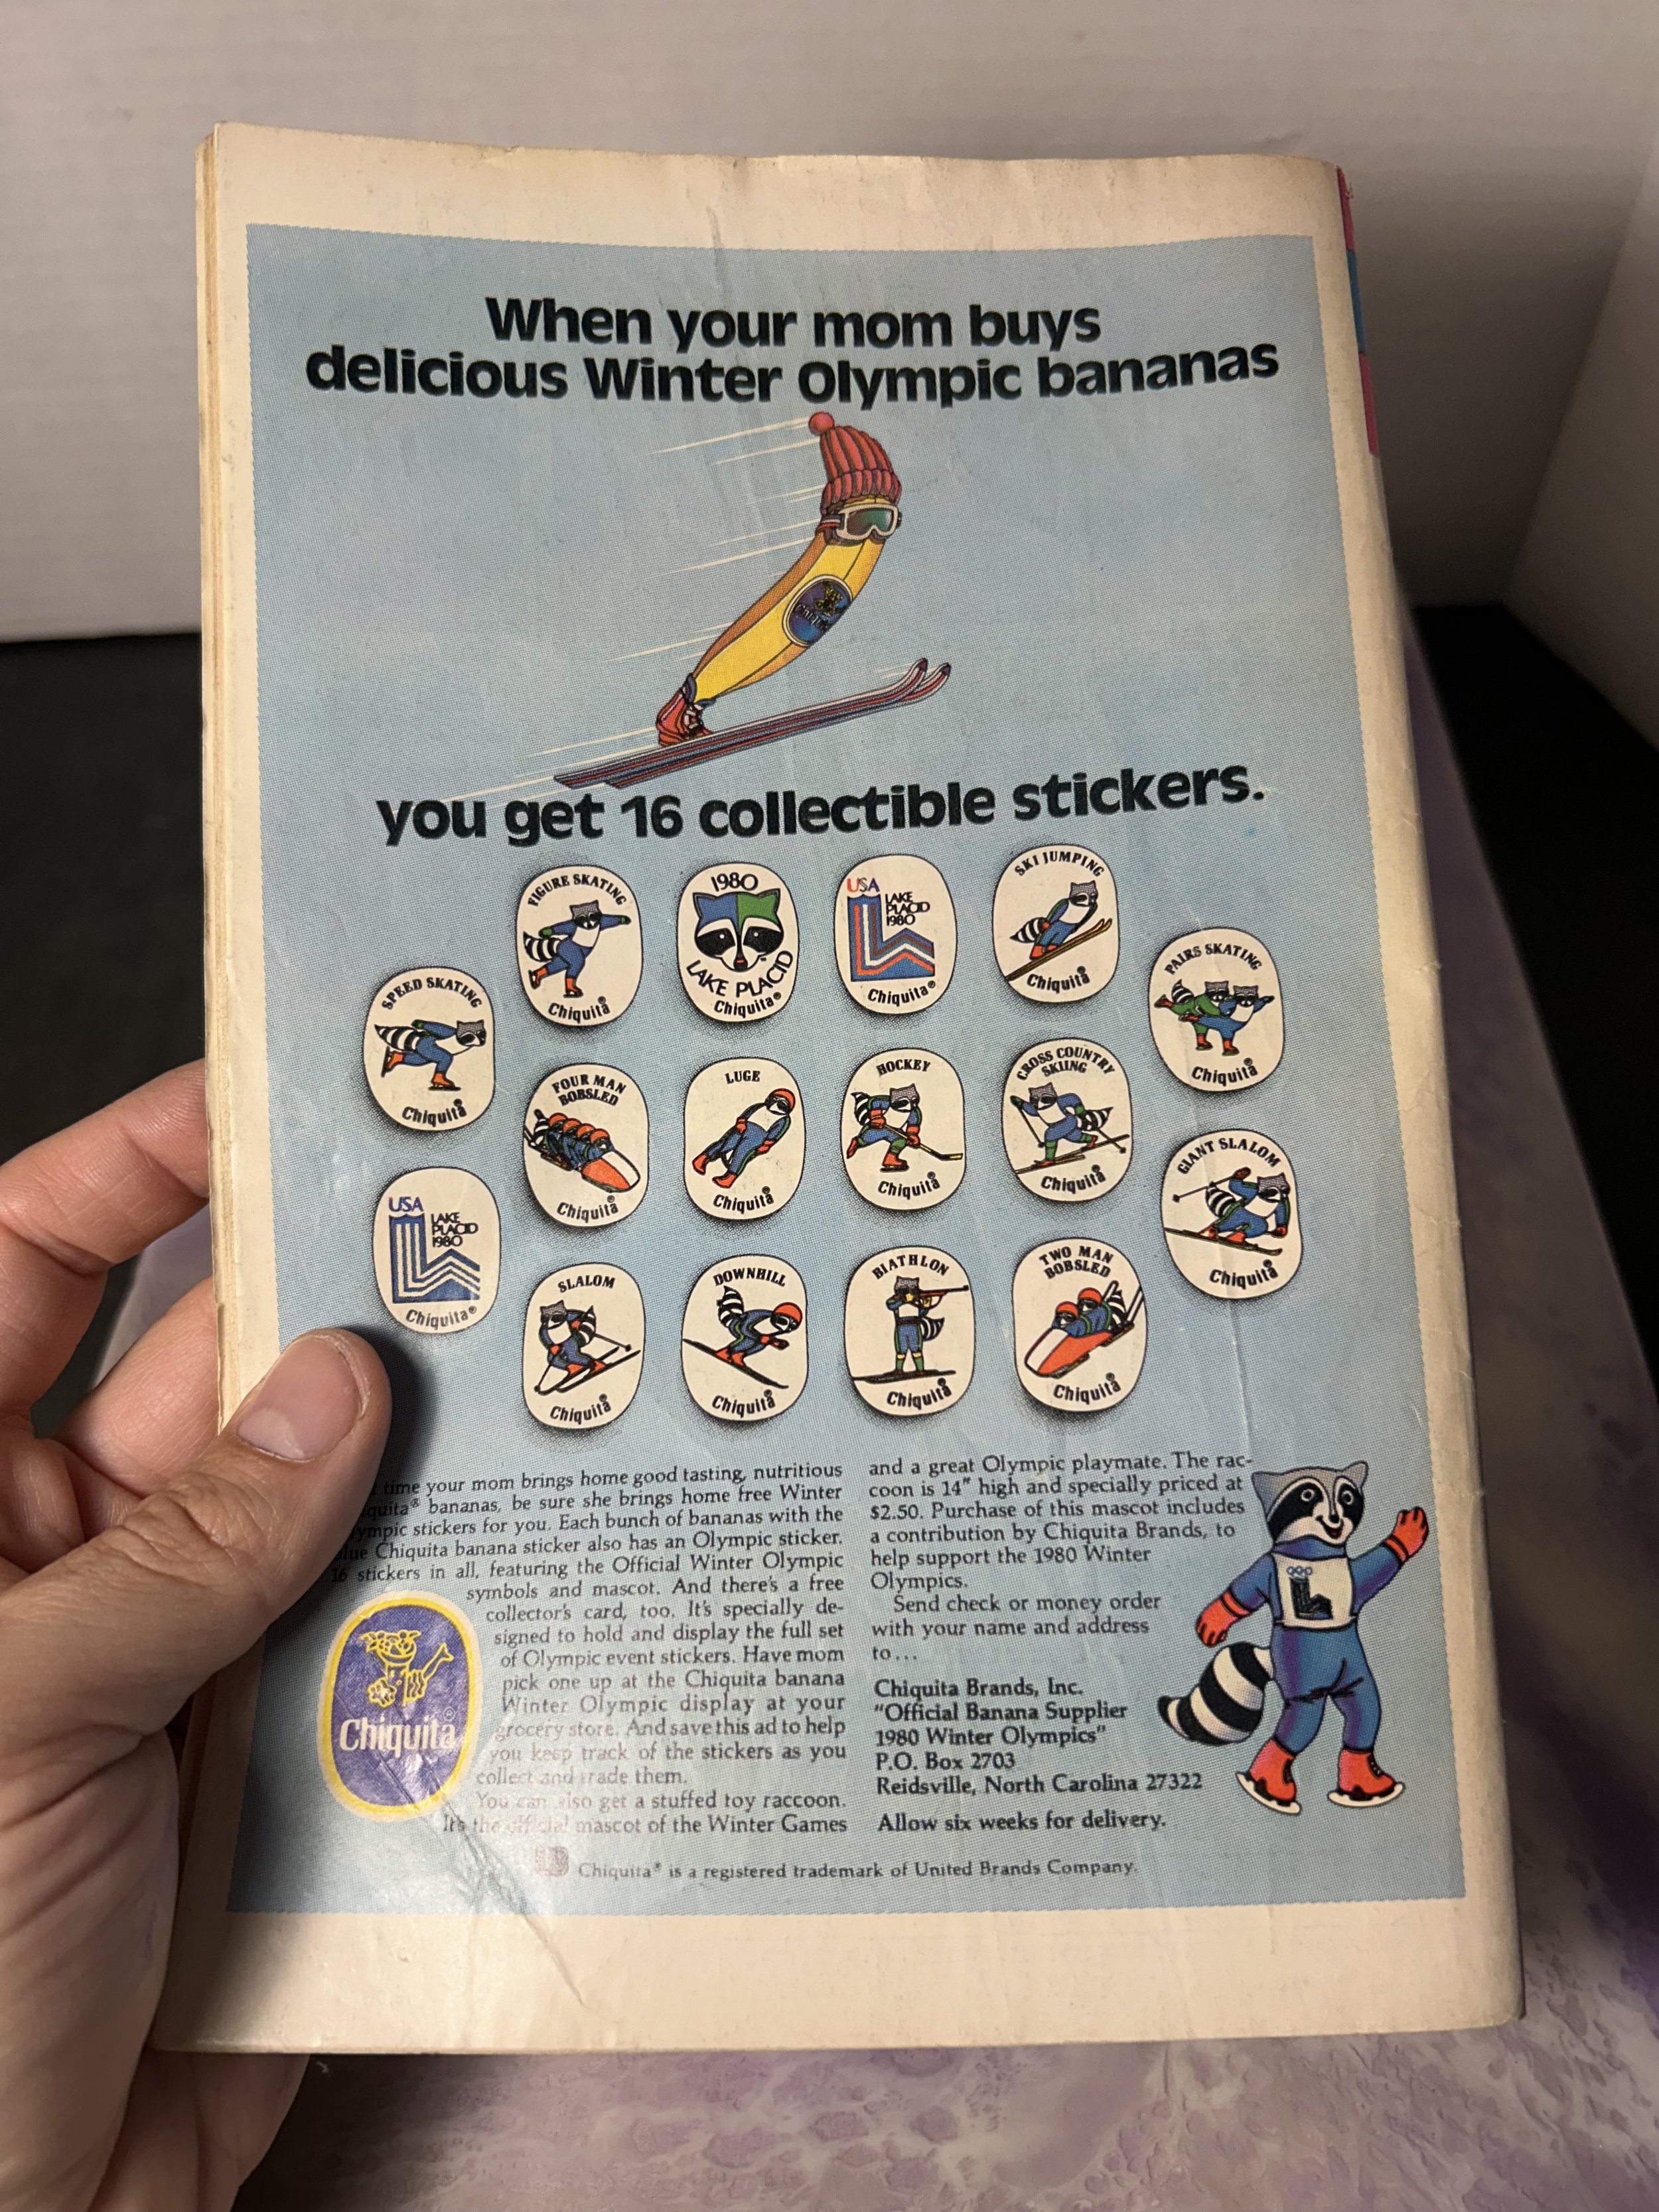 When your mom buys
delicious Winter Olympic bananas
Chiquita
you get 16 collectible stickers.
FIGURE SKATING
Chiquita®
1980
LAKE PLACID
Chiquita®
USA
LAKE
PLACID
1980
Chiquita®
SKI JUMPING
Chiquita®
SPEED SKATING
Chiquita®
PAIRS SKATING
Chiquita®
FOUR MAN
BOBSLED
Chiquita®
LUGE
Chiquita®
HOCKEY
Chiquita®
CROSS COUNTRY
SKIING
Chiquita®
USA
LAKE
PLACID
1980
Chiquita®
GIANT SLALOM
Chiquita®
SLALOM
Chiquita®
DOWNHILL
Chiquita®
BIATHLON
Chiquita®
TWO MAN
BOBSLED
Chiquita®
time your mom brings home good tasting, nutritious
bananas, be sure she brings home free Winter
stickers for you. Each bunch of bananas with the
Chiquita banana sticker also has an Olympic sticker.
16 stickers in all, featuring the Official Winter Olympic
symbols and mascot. And there's a free
collector's card, too. It's specially de-
signed to hold and display the full set
of Olympic event stickers. Have mom
pick one up at the Chiquita banana
Winter Olympic display at your
grocery store. And save this ad to help
you keep track of the stickers as you
collect and trade them.
You can also get a stuffed toy raccoon.
It's the official mascot of the Winter Games
Chiquita®
and a great Olympic playmate. The rac-
coon is 14" high and specially priced at
$2.50. Purchase of this mascot includes
a contribution by Chiquita Brands, to
help support the 1980 Winter
Olympics.
Send check or money order
with your name and address
to...
Chiquita Brands, Inc.
"Official Banana Supplier
1980 Winter Olympics"
P.O. Box 2703
Reidsville, North Carolina 27322
Allow six weeks for delivery.
Chiquita® is a registered trademark of United Brands Company.